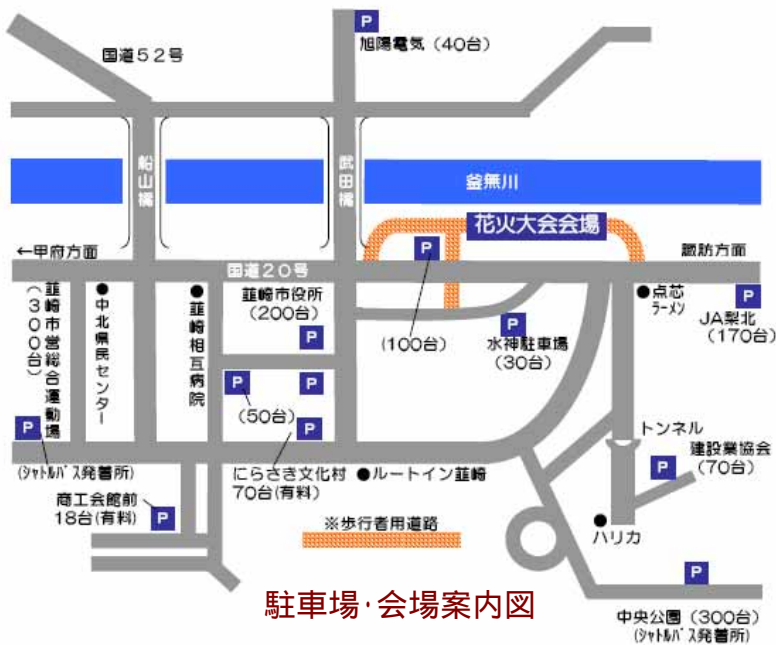 P
旭陽電気（40台）
国道５２号
船山橋
武田橋
釜無川
花火大会会場
P
←甲府方面
諏訪方面
国道２０号
韮崎市営総合運動場
（３００台）
●中北県民センター
●韮崎相互病院
韮崎市役所
（200台）
P
（100台）
P
水神駐車場
（30台）
●点芯
ラーメン
P
JA梨北
（170台）
P
（50台）
P
P
P
（ｼｬﾄﾙﾊﾞｽ発着所）
にらさき文化村
70台（有料）
●ルートイン韮崎
トンネル
P
建設業協会
（70台）
商工会館前
18台（有料）
P
※歩行者用道路
●
ハリカ
P
駐車場・会場案内図
中央公園（300台）
（ｼｬﾄﾙﾊﾞｽ発着所）